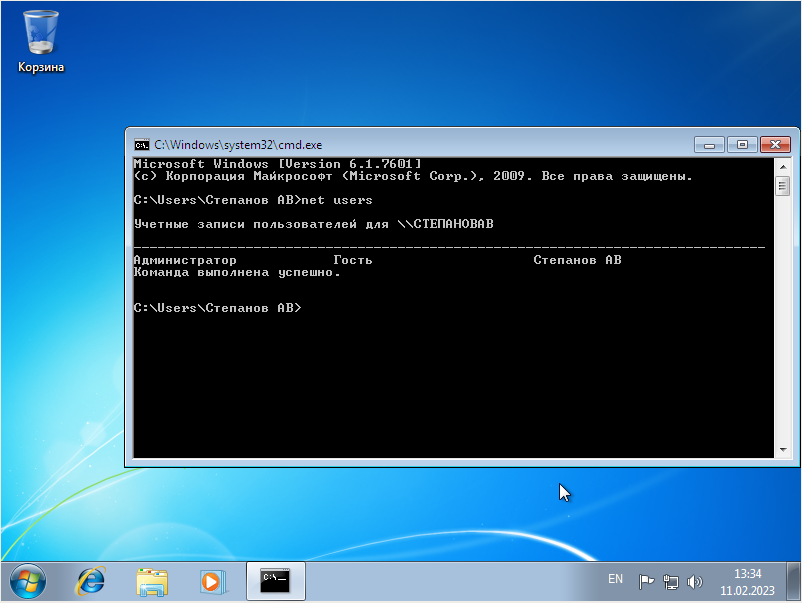 Корзина
C:\Windows\system32\cmd.exe
Microsoft Windows [Version 6.1.7601]
(c) Корпорация Майкрософт (Microsoft Corp.), 2009. Все права защищены.
C:\Users\Степанов АВ>net users
Учетные записи пользователей для \\СТЕПАНОВАВ
-------------------------------------------------------------------------------
Администратор Гость Степанов АВ
Команда выполнена успешно.
C:\Users\Степанов АВ>
EN
13:34
11.02.2023